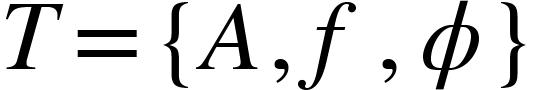 T = {A, f , ϕ}